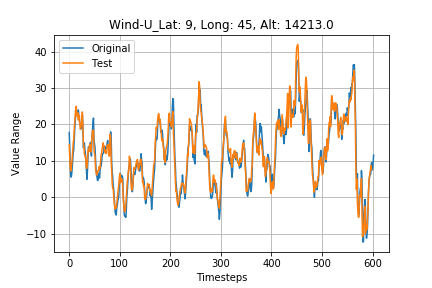 Wind-U_Lat: 9, Long: 45, Alt: 14213.0
Original
Test
Value Range
40
30
20
10
0
−10
0 100 200 300 400 500 600
Timesteps